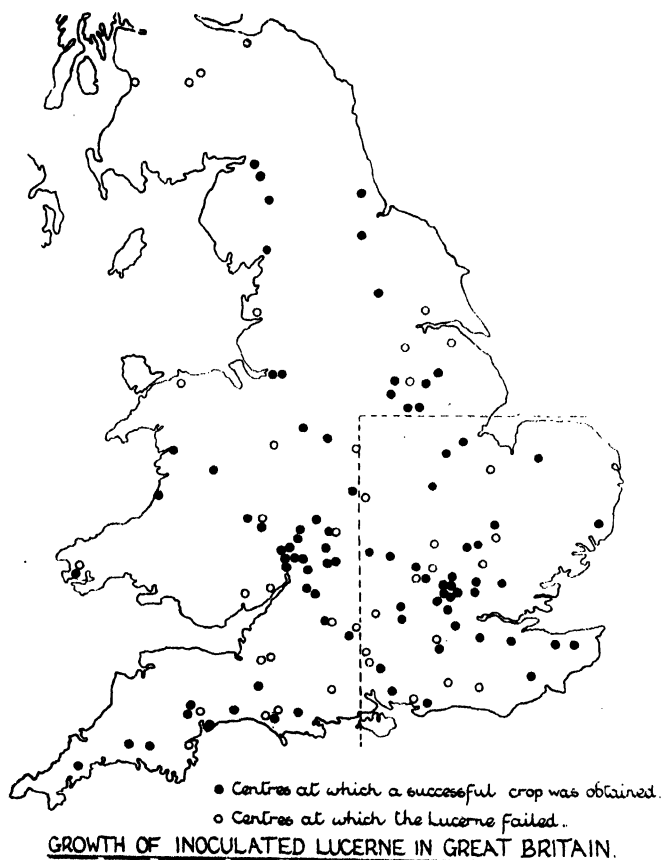 Centres at which a successful crop was obtained.
Centres at which the Lucerne failed..
GROWTH OF INOCULATED LUCERNE IN GREAT BRITAIN.